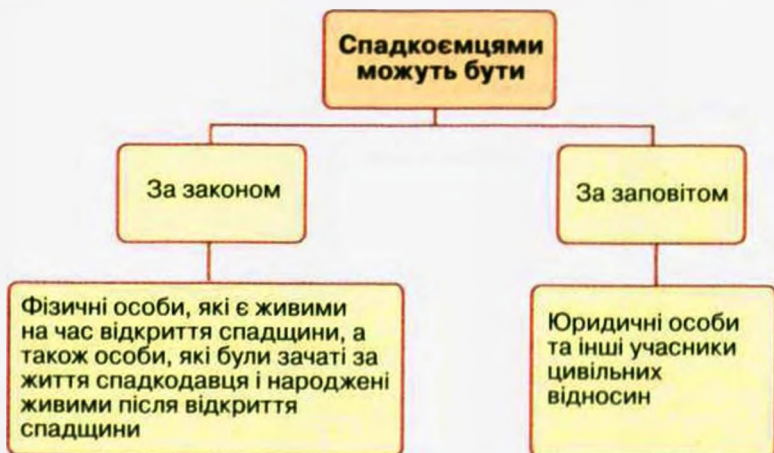 Спадкоємцями
можуть бути
За законом
За заповітом
Фізичні особи, які є живими
на час відкриття спадщини, а
також особи, які були зачаті за
життя спадкодавця і народжені
живими після відкриття
спадщини
Юридичні особи
та інші учасники
цивільних
відносин